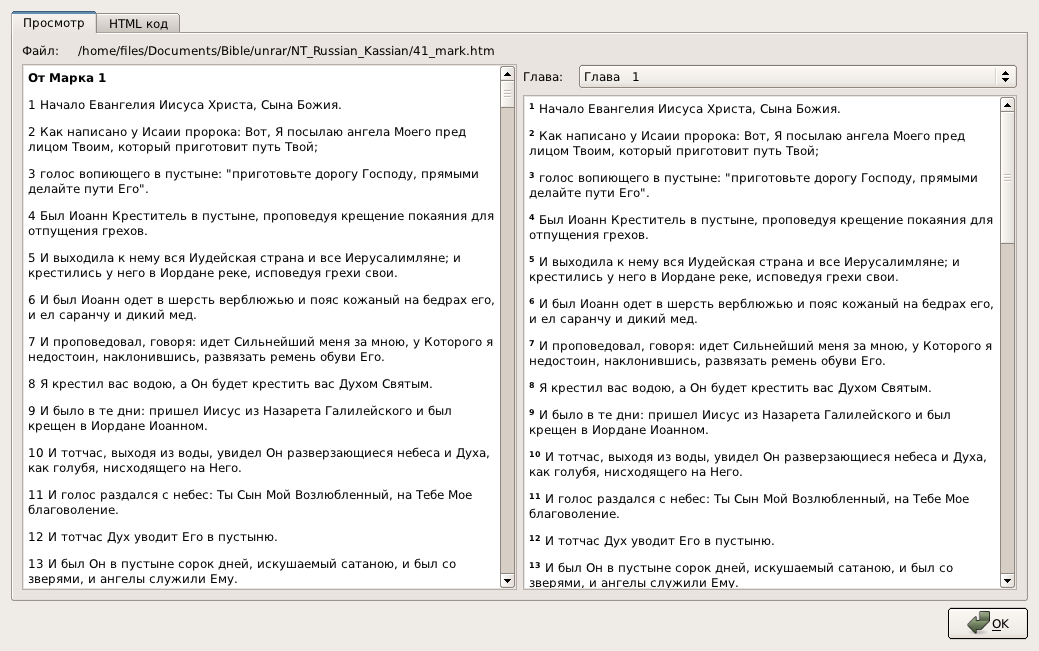 Просмотр
HTML код
Файл: /home/files/Documents/Bible/unrar/NT_Russian_Kassian/41_mark.htm
От Марка 1
1 Начало Евангелия Иисуса Христа, Сына Божия.
2 Как написано у Исаии пророка: Вот, Я посылаю ангела Моего пред
лицом Твоим, который приготовит путь Твой;
3 голос вопиющего в пустыне: "приготовьте дорогу Господу, прямыми
делайте пути Его".
4 Был Иоанн Креститель в пустыне, проповедуя крещение покаяния для
отпущения грехов.
5 И выходила к нему вся Иудейская страна и все Иерусалимляне; и
крестились у него в Иордане реке, исповедуя грехи свои.
6 И был Иоанн одет в шерсть верблюжью и пояс кожаный на бедрах его,
и ел саранчу и дикий мед.
7 И проповедовал, говоря: идет Сильнейший меня за мною, у Которого я
недостоин, наклонившись, развязать ремень обуви Его.
8 Я крестил вас водою, а Он будет крестить вас Духом Святым.
9 И было в те дни: пришел Иисус из Назарета Галилейского и был
крещен в Иордане Иоанном.
10 И тотчас, выходя из воды, увидел Он разверзающиеся небеса и Духа,
как голубя, нисходящего на Него.
11 И голос раздался с небес: Ты Сын Мой Возлюбленный, на Тебе Мое
благоволение.
12 И тотчас Дух уводит Его в пустыню.
13 И был Он в пустыне сорок дней, искушаемый сатаною, и был со
зверями, и ангелы служили Ему.
Глава: Глава 1
1 Начало Евангелия Иисуса Христа, Сына Божия.
2 Как написано у Исаии пророка: Вот, Я посылаю ангела Моего пред
лицом Твоим, который приготовит путь Твой;
3 голос вопиющего в пустыне: "приготовьте дорогу Господу, прямыми
делайте пути Его".
4 Был Иоанн Креститель в пустыне, проповедуя крещение покаяния для
отпущения грехов.
5 И выходила к нему вся Иудейская страна и все Иерусалимляне; и
крестились у него в Иордане реке, исповедуя грехи свои.
6 И был Иоанн одет в шерсть верблюжью и пояс кожаный на бедрах его,
и ел саранчу и дикий мед.
7 И проповедовал, говоря: идет Сильнейший меня за мною, у Которого я
недостоин, наклонившись, развязать ремень обуви Его.
8 Я крестил вас водою, а Он будет крестить вас Духом Святым.
9 И было в те дни: пришел Иисус из Назарета Галилейского и был
крещен в Иордане Иоанном.
10 И тотчас, выходя из воды, увидел Он разверзающиеся небеса и Духа,
как голубя, нисходящего на Него.
11 И голос раздался с небес: Ты Сын Мой Возлюбленный, на Тебе Мое
благоволение.
12 И тотчас Дух уводит Его в пустыню.
13 И был Он в пустыне сорок дней, искушаемый сатаною, и был со
зверями, и ангелы служили Ему.
OK